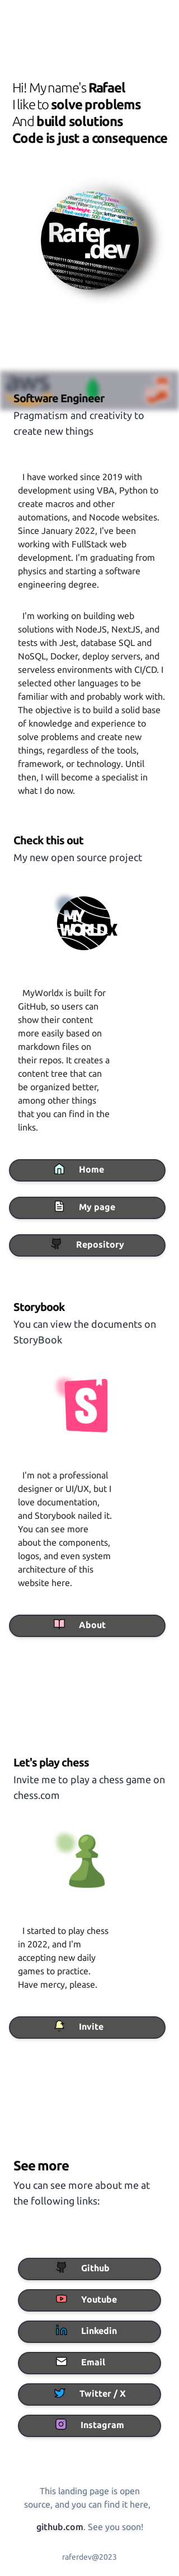 Hi! My name's Rafael
I like to solve problems
And build solutions
Code is just a consequence
Rafer
.dev
Software Engineer
Pragmatism and creativity to
create new things
I have worked since 2019 with
development using VBA, Python to
create macros and other
automations, and Nocode websites.
Since January 2022, I've been
working with FullStack web
development. I'm graduating from
physics and starting a software
engineering degree.
I'm working on building web
solutions with NodeJS, NextJS, and
tests with Jest, database SQL and
NoSQL, Docker, deploy servers, and
serveless environments with CI/CD. I
selected other languages to be
familiar with and probably work with.
The objective is to build a solid base
of knowledge and experience to
solve problems and create new
things, regardless of the tools,
framework, or technology. Until
then, I will become a specialist in
what I do now.
Check this out
My new open source project
MY
WORLDX
MyWorldx is built for
GitHub, so users can
show their content
more easily based on
markdown files on
their repos. It creates a
content tree that can
be organized better,
among other things
that you can find in the
links.
Home
My page
Repository
Storybook
You can view the documents on
StoryBook
S
I'm not a professional
designer or UI/UX, but I
love documentation,
and Storybook nailed it.
You can see more
about the components,
logos, and even system
architecture of this
website here.
About
Let's play chess
Invite me to play a chess game on
chess.com
I started to play chess
in 2022, and I'm
accepting new daily
games to practice.
Have mercy, please.
Invite
See more
You can see more about me at
the following links:
Github
Youtube
Linkedin
Email
Twitter / X
Instagram
This landing page is open
source, and you can find it here,
github.com. See you soon!
raferdev@2023